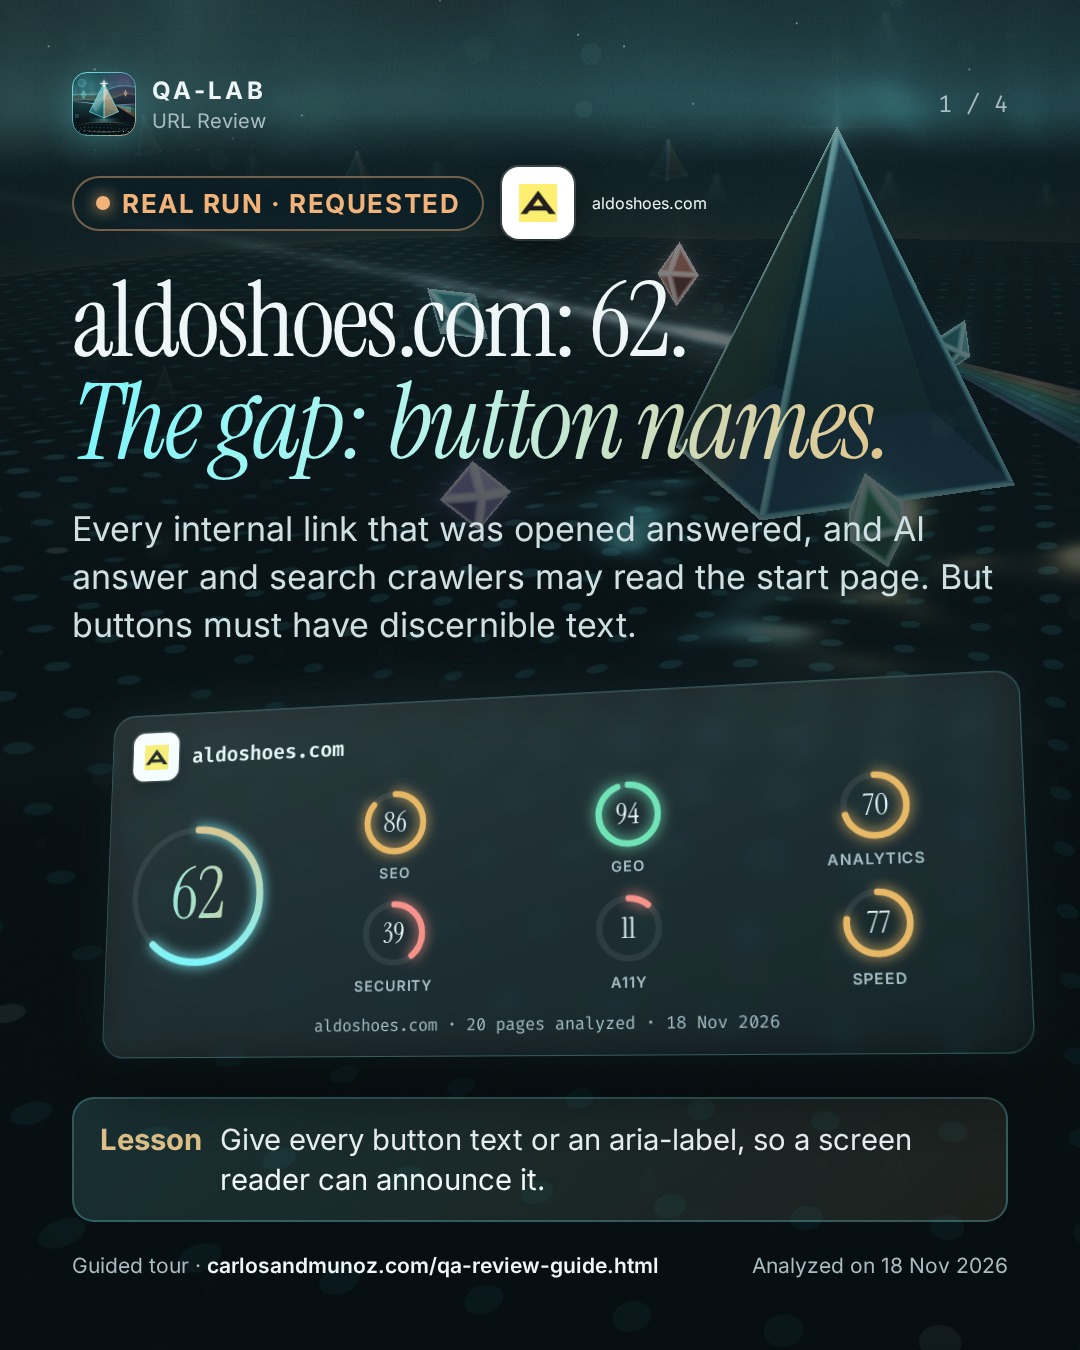 QA-LAB
URL Review
1 / 4
REAL RUN · REQUESTED
aldoshoes.com
aldoshoes.com: 62.
The gap: button names.
Every internal link that was opened answered, and AI
answer and search crawlers may read the start page. But
buttons must have discernible text.
aldoshoes.com
62
86
SEO
94
GEO
70
ANALYTICS
39
SECURITY
11
A11Y
77
SPEED
aldoshoes.com · 20 pages analyzed · 18 Nov 2026
Lesson Give every button text or an aria-label, so a screen
reader can announce it.
Guided tour · carlosandmunoz.com/qa-review-guide.html
Analyzed on 18 Nov 2026